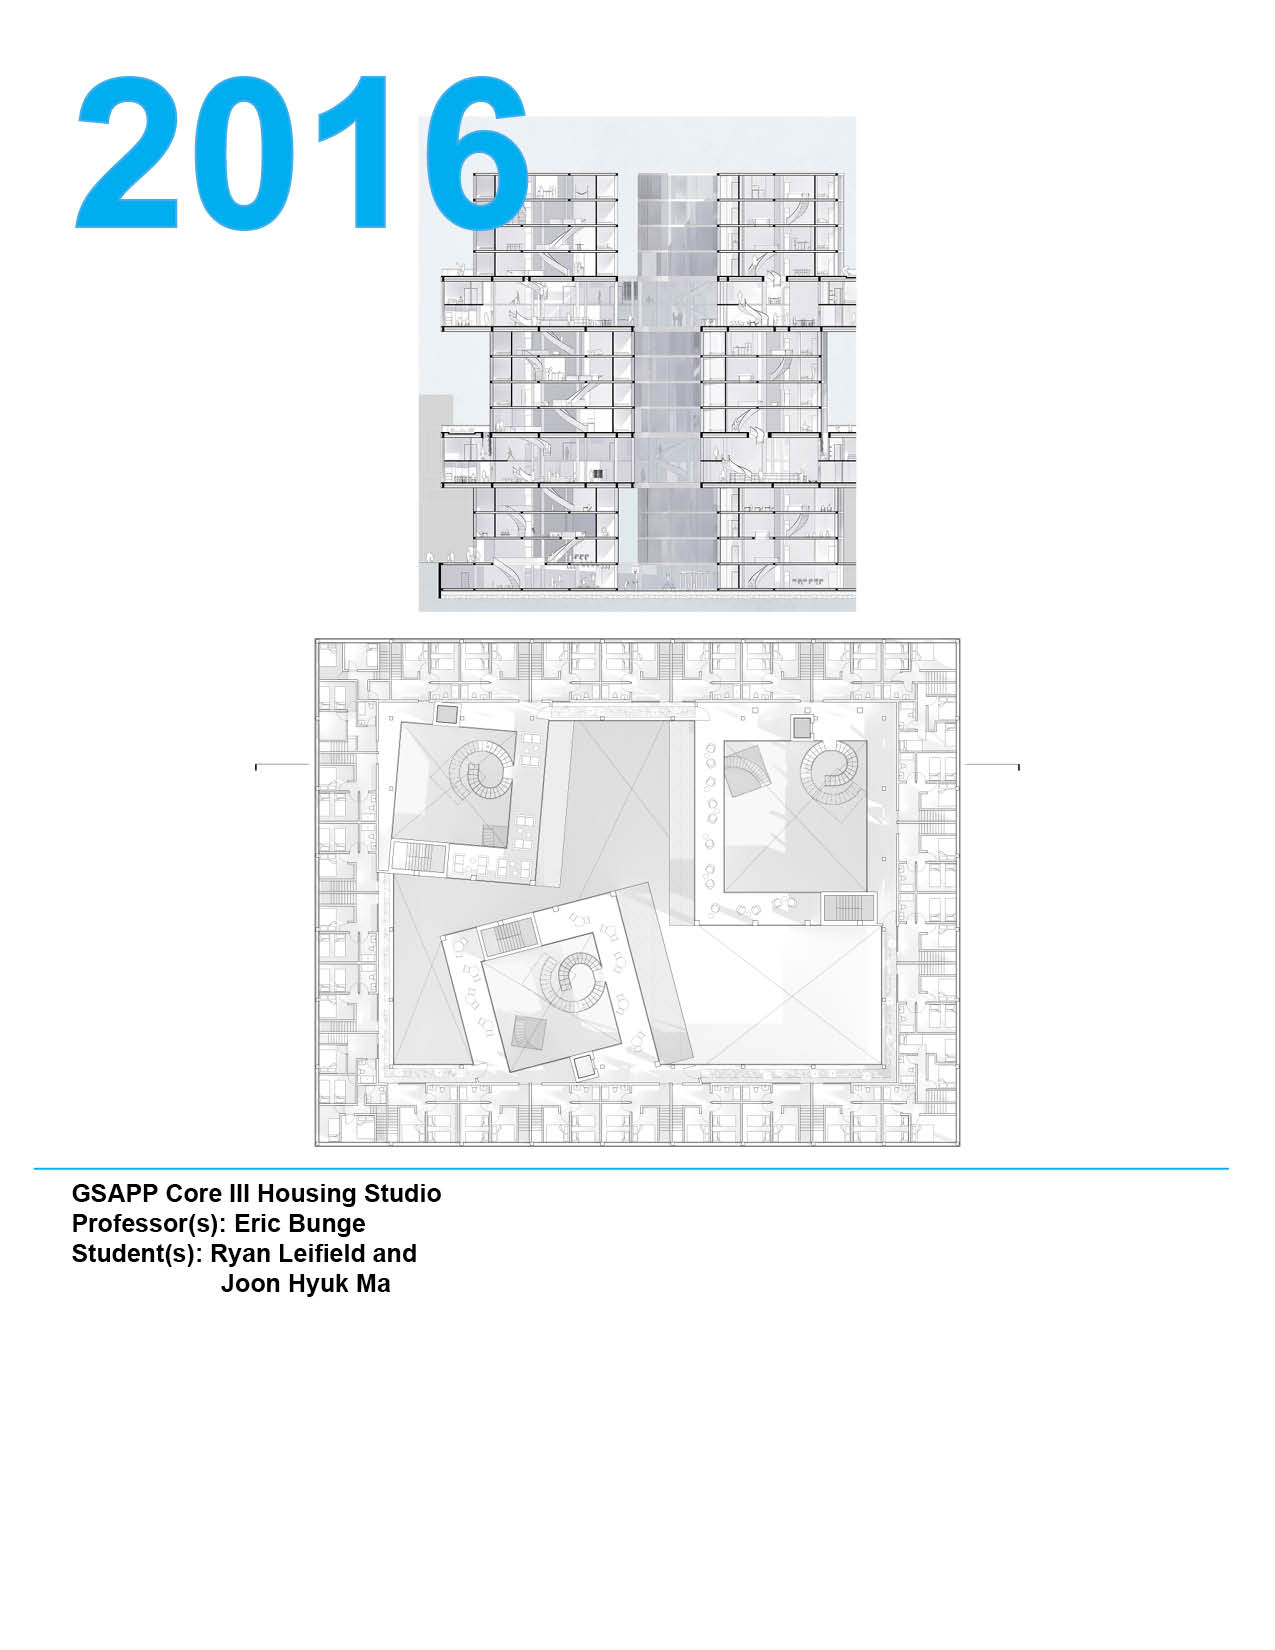 2016
GSAPP Core III Housing Studio
Professor(s): Eric Bunge
Student(s): Ryan Leifield and
Joon Hyuk Ma